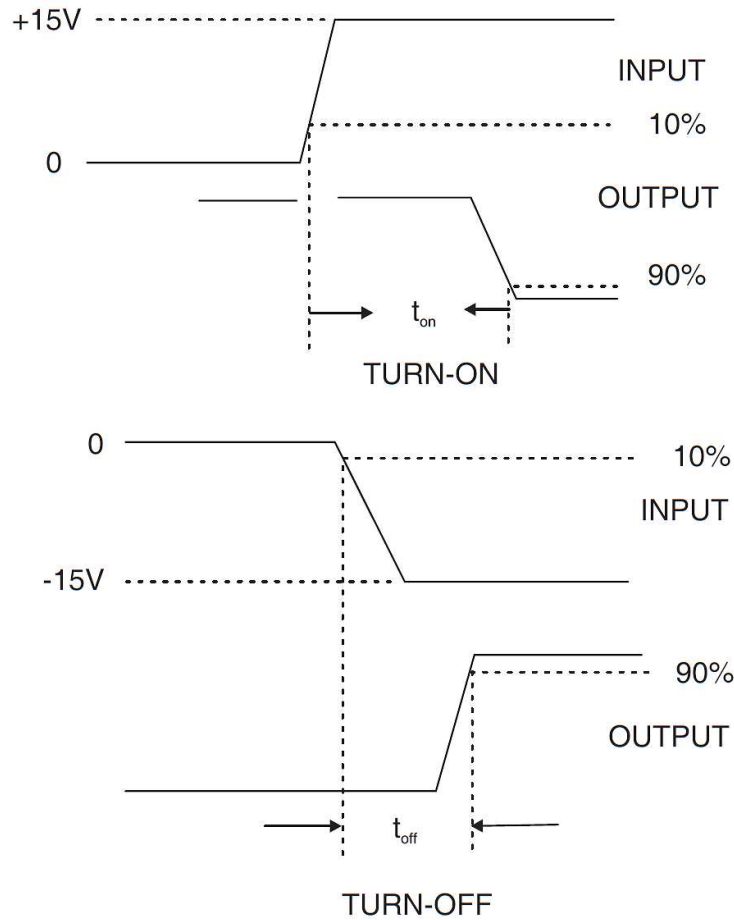 +15V
INPUT
10%
0
OUTPUT
90%
ton
TURN-ON
0
10%
INPUT
-15V
90%
OUTPUT
toff
TURN-OFF